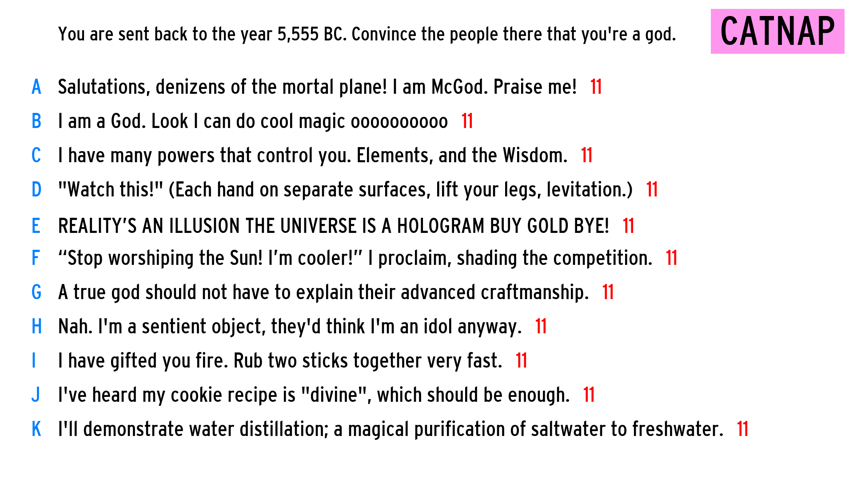 You are sent back to the year 5,555 BC. Convince the people there that you're a god.
CATNAP
A Salutations, denizens of the mortal plane! I am McGod. Praise me! 11
B I am a God. Look I can do cool magic oooooooooo 11
C I have many powers that control you. Elements, and the Wisdom. 11
D "Watch this!" (Each hand on separate surfaces, lift your legs, levitation.) 11
E REALITY’S AN ILLUSION THE UNIVERSE IS A HOLOGRAM BUY GOLD BYE! 11
F “Stop worshiping the Sun! I’m cooler!” I proclaim, shading the competition. 11
G A true god should not have to explain their advanced craftmanship. 11
H Nah. I'm a sentient object, they'd think I'm an idol anyway. 11
I I have gifted you fire. Rub two sticks together very fast. 11
J I've heard my cookie recipe is "divine", which should be enough. 11
K I'll demonstrate water distillation; a magical purification of saltwater to freshwater. 11